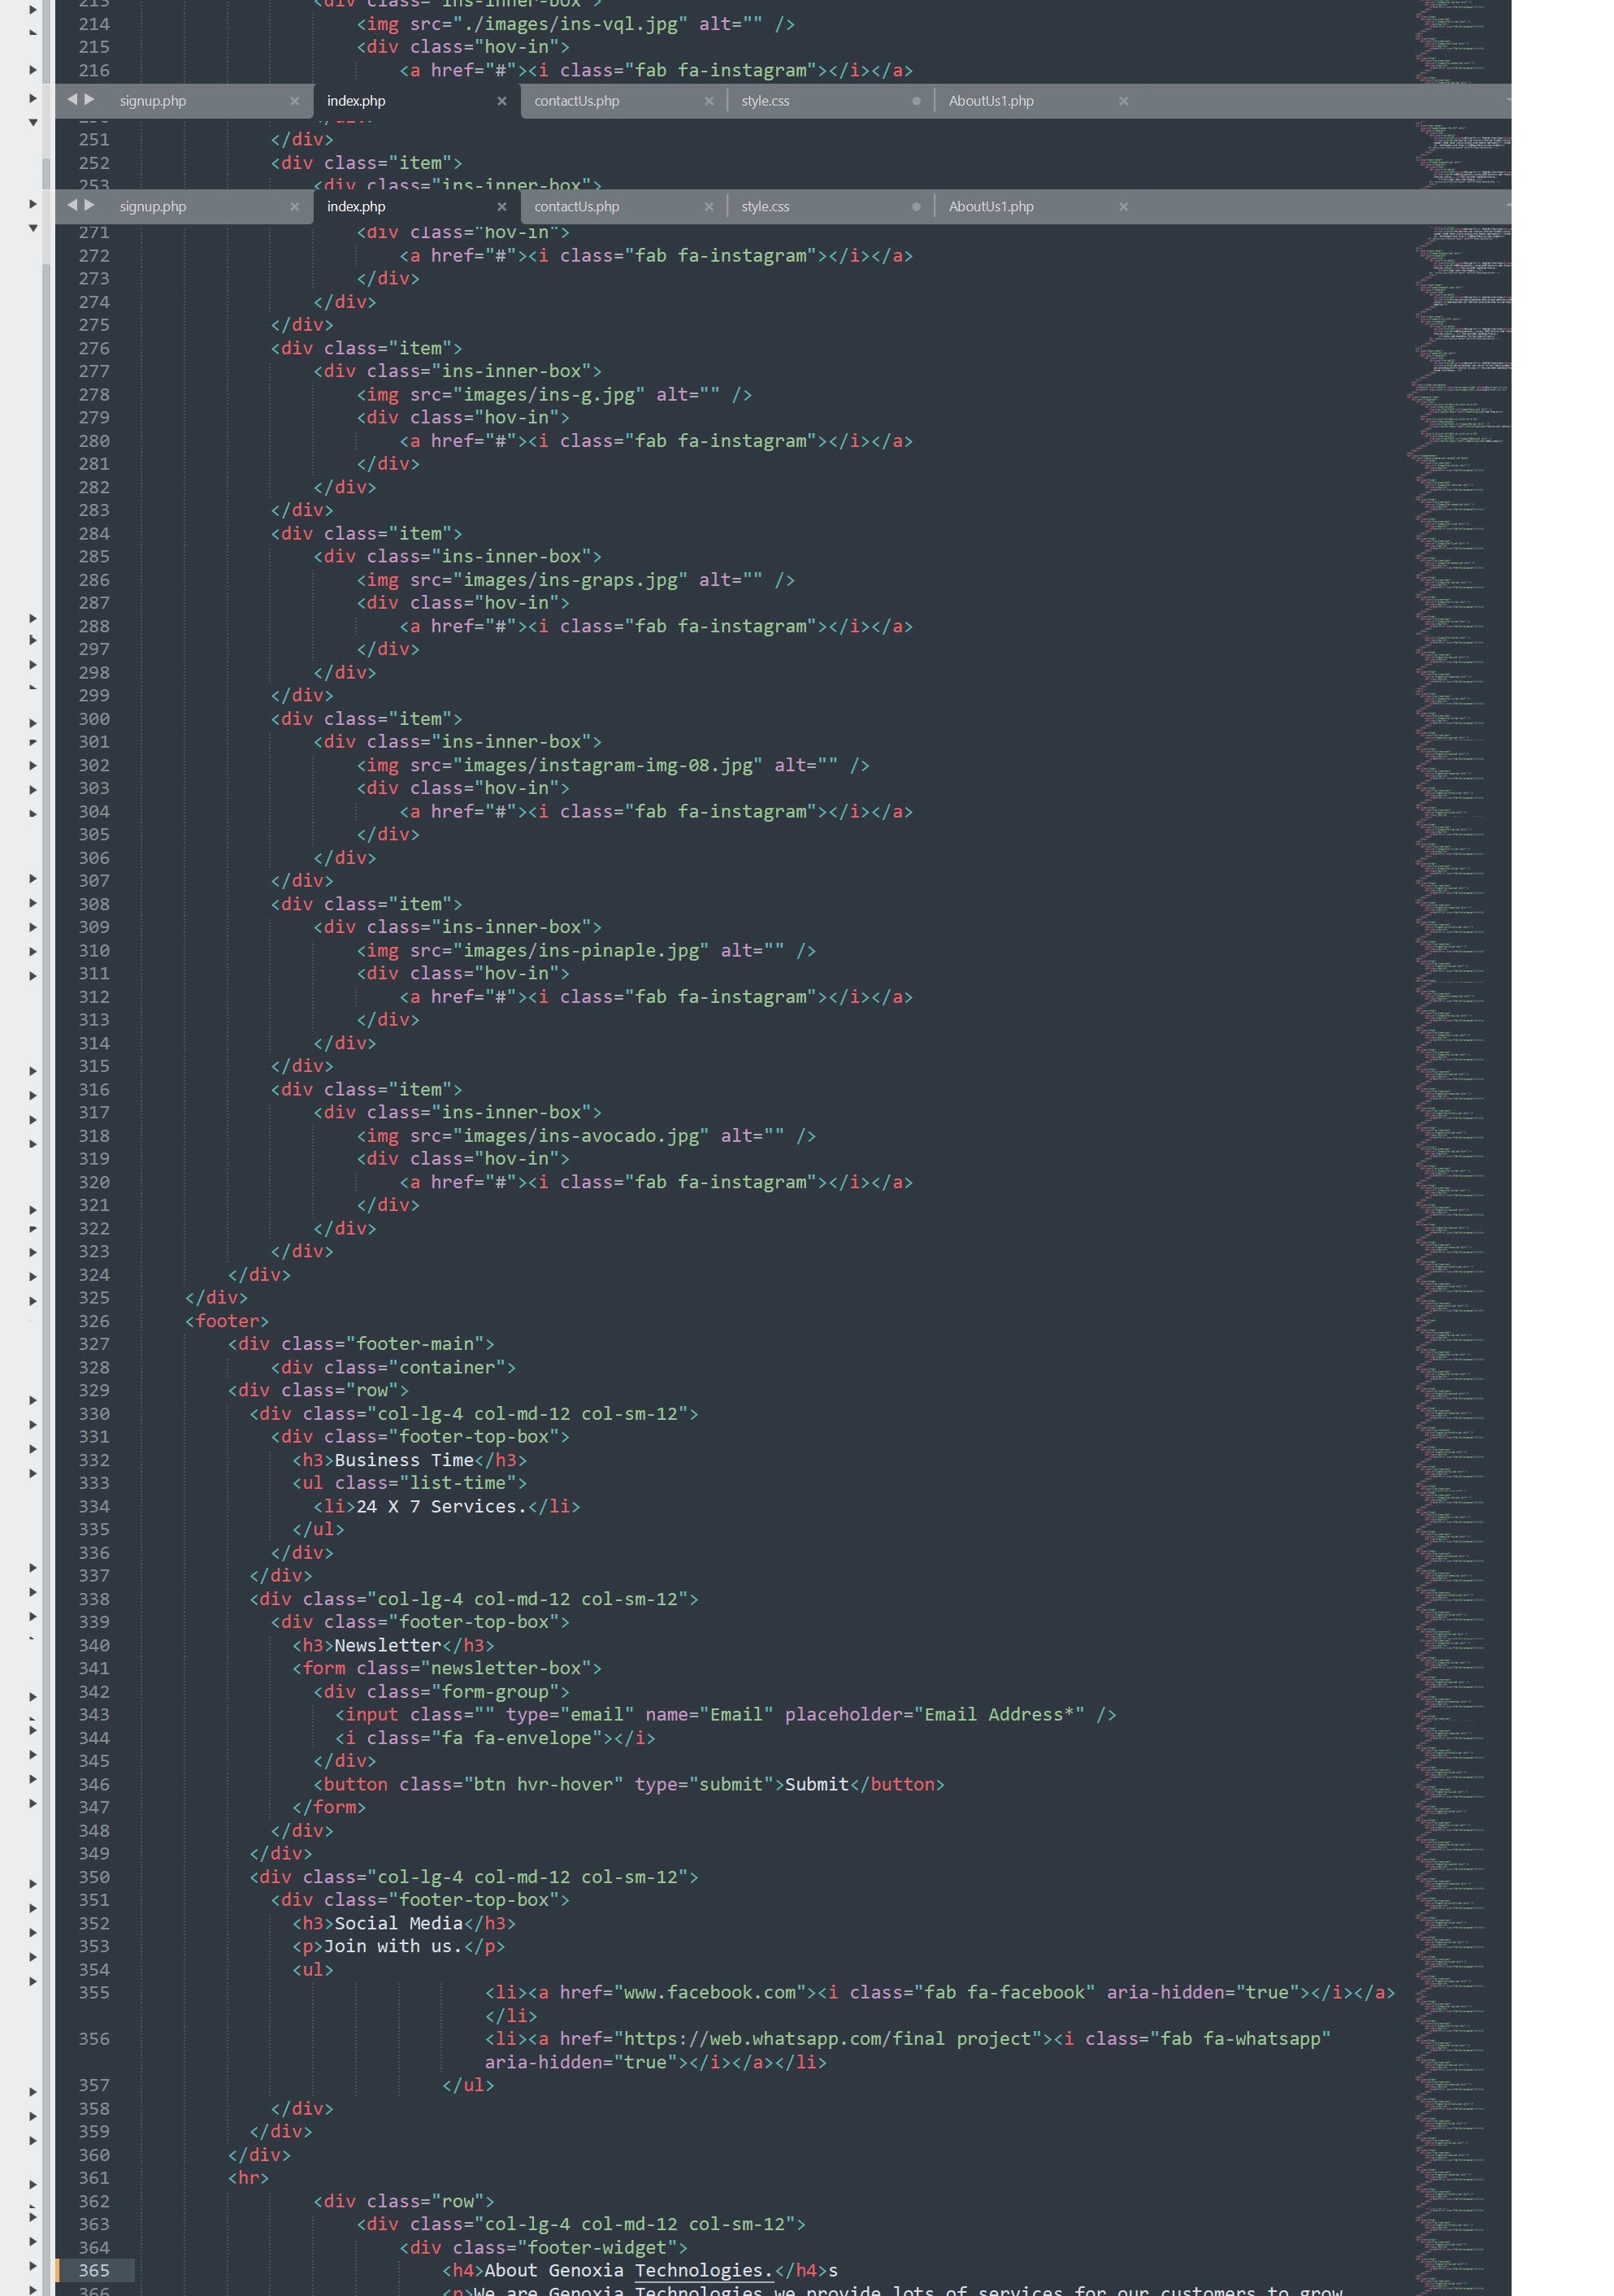 213 <div class="ins-inner-box">
214 <img src="./images/ins-vql.jpg" alt="" />
215 <div class="hov-in">
216 <a href="#"><i class="fab fa-instagram"></i></a>
signup.php × index.php × contactUs.php × style.css AboutUs1.php ×
250 </div>
251 </div>
252 <div class="item">
253 <div class="ins-inner-box">
signup.php × index.php × contactUs.php × style.css AboutUs1.php ×
271 <div class="hov-in">
272 <a href="#"><i class="fab fa-instagram"></i></a>
273 </div>
274 </div>
275 </div>
276 <div class="item">
277 <div class="ins-inner-box">
278 <img src="images/ins-g.jpg" alt="" />
279 <div class="hov-in">
280 <a href="#"><i class="fab fa-instagram"></i></a>
281 </div>
282 </div>
283 </div>
284 <div class="item">
285 <div class="ins-inner-box">
286 <img src="images/ins-graps.jpg" alt="" />
287 <div class="hov-in">
288 <a href="#"><i class="fab fa-instagram"></i></a>
297 </div>
298 </div>
299 </div>
300 <div class="item">
301 <div class="ins-inner-box">
302 <img src="images/instagram-img-08.jpg" alt="" />
303 <div class="hov-in">
304 <a href="#"><i class="fab fa-instagram"></i></a>
305 </div>
306 </div>
307 </div>
308 <div class="item">
309 <div class="ins-inner-box">
310 <img src="images/ins-pinaple.jpg" alt="" />
311 <div class="hov-in">
312 <a href="#"><i class="fab fa-instagram"></i></a>
313 </div>
314 </div>
315 </div>
316 <div class="item">
317 <div class="ins-inner-box">
318 <img src="images/ins-avocado.jpg" alt="" />
319 <div class="hov-in">
320 <a href="#"><i class="fab fa-instagram"></i></a>
321 </div>
322 </div>
323 </div>
324 </div>
325 </div>
326 <footer>
327 <div class="footer-main">
328 <div class="container">
329 <div class="row">
330 <div class="col-lg-4 col-md-12 col-sm-12">
331 <div class="footer-top-box">
332 <h3>Business Time</h3>
333 <ul class="list-time">
334 <li>24 X 7 Services.</li>
335 </ul>
336 </div>
337 </div>
338 <div class="col-lg-4 col-md-12 col-sm-12">
339 <div class="footer-top-box">
340 <h3>Newsletter</h3>
341 <form class="newsletter-box">
342 <div class="form-group">
343 <input class="" type="email" name="Email" placeholder="Email Address*" />
344 <i class="fa fa-envelope"></i>
345 </div>
346 <button class="btn hvr-hover" type="submit">Submit</button>
347 </form>
348 </div>
349 </div>
350 <div class="col-lg-4 col-md-12 col-sm-12">
351 <div class="footer-top-box">
352 <h3>Social Media</h3>
353 <p>Join with us.</p>
354 <ul>
355 <li><a href="www.facebook.com"><i class="fab fa-facebook" aria-hidden="true"></i></a>
</li>
356 <li><a href="https://web.whatsapp.com/final project"><i class="fab fa-whatsapp"
aria-hidden="true"></i></a></li>
357 </ul>
358 </div>
359 </div>
360 </div>
361 <hr>
362 <div class="row">
363 <div class="col-lg-4 col-md-12 col-sm-12">
364 <div class="footer-widget">
365 <h4>About Genoxia Technologies.</h4>s
366 <p>We are Genoxia Technologies we provide lots of services for our customers to grow